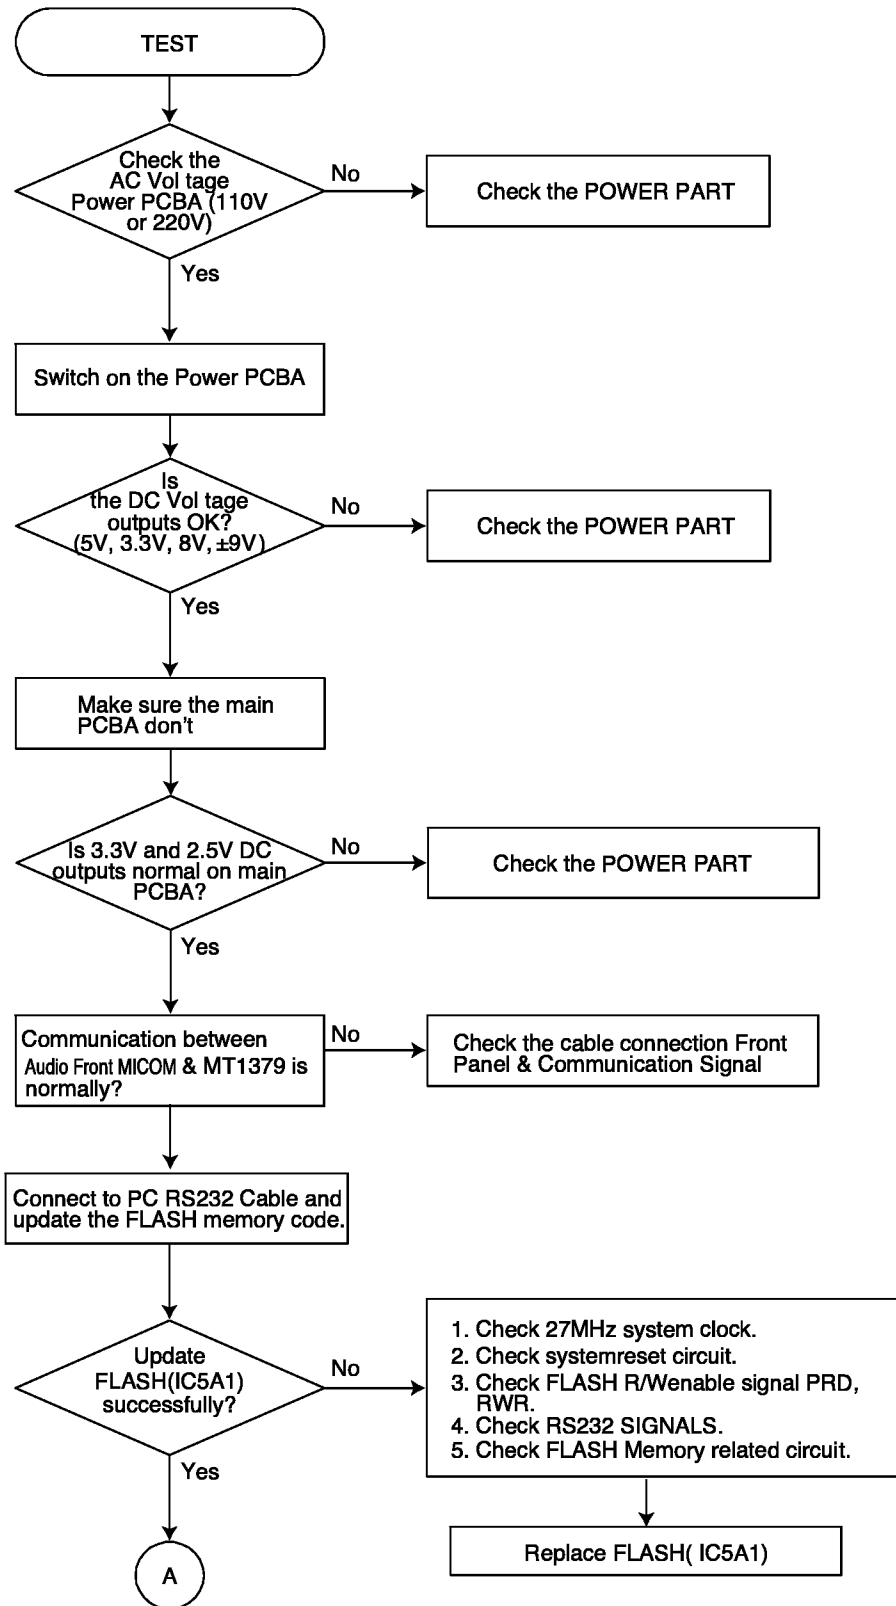 TEST
Check the
AC Vol tage
Power PCBA (110V
or 220V)
No
Check the POWER PART
Yes
Switch on the Power PCBA
Is
the DC Vol tage
outputs OK?
(5V, 3.3V, 8V, ±9V)
No
Check the POWER PART
Yes
Make sure the main
PCBA don't
Is 3.3V and 2.5V DC
outputs normal on main
PCBA?
No
Check the POWER PART
Yes
Communication between
Audio Front MICOM & MT1379 is
normally?
No
Check the cable connection Front
Panel & Communication Signal
Connect to PC RS232 Cable and
update the FLASH memory code.
Update
FLASH(IC5A1)
successfully?
No
1. Check 27MHz system clock.
2. Check systemreset circuit.
3. Check FLASH R/Wenable signal PRD,
RWR.
4. Check RS232 SIGNALS.
5. Check FLASH Memory related circuit.
Yes
Replace FLASH( IC5A1)
A